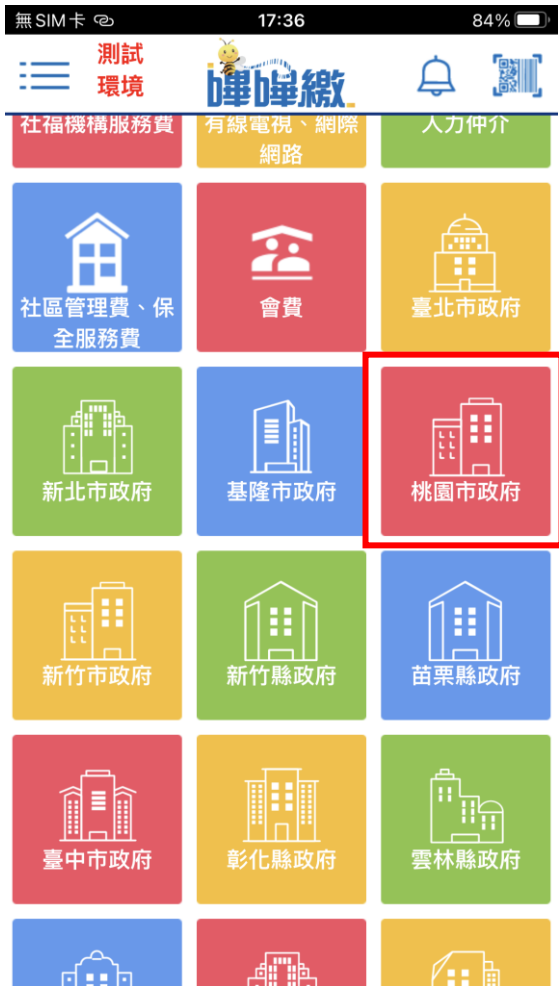 無SIM卡 17:36 84%
測試
環境
嗶嗶繳
社福機構服務費 有線電視、網際
網路 人力仲介
社區管理費、保
全服務費 會費 臺北市政府
新北市政府 基隆市政府 桃園市政府
新竹市政府 新竹縣政府 苗栗縣政府
臺中市政府 彰化縣政府 雲林縣政府